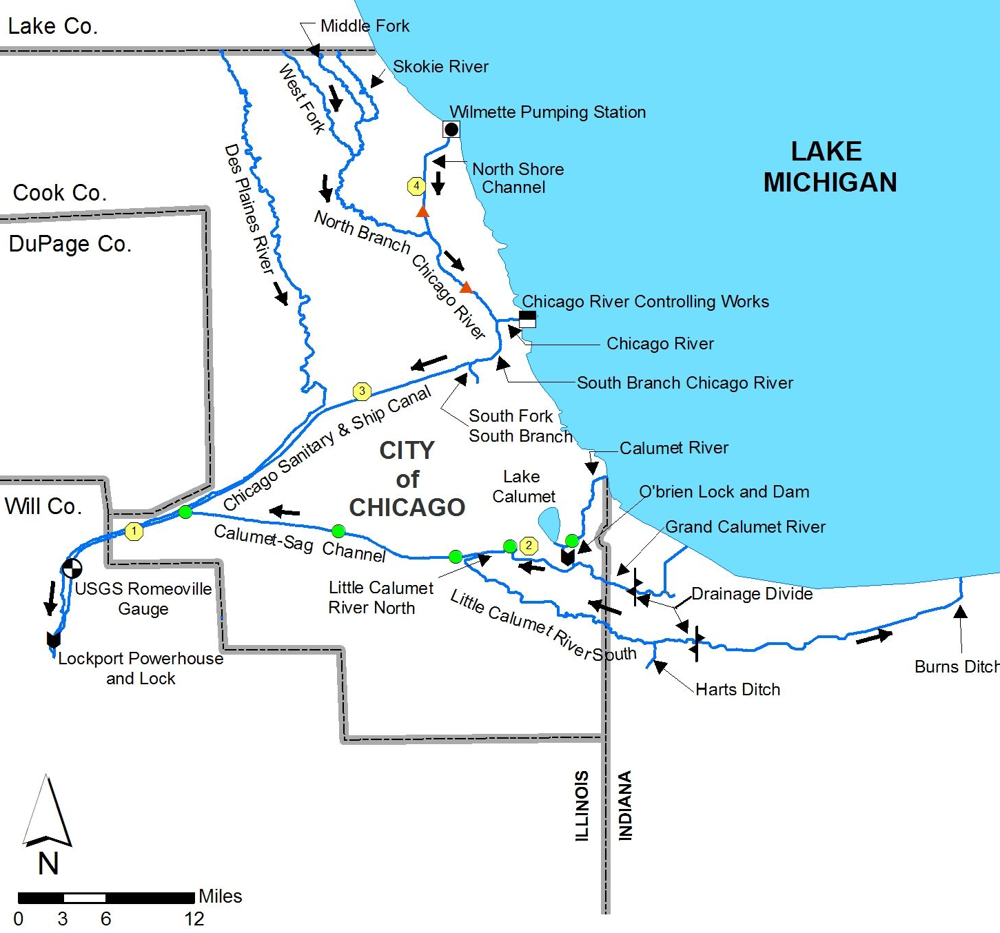 Lake Co.
Middle Fork
Skokie River
West Fork
Wilmette Pumping Station
LAKE
MICHIGAN
Des Plaines River
North Shore
Channel
4
Cook Co.
DuPage Co.
North Branch Chicago River
Chicago River Controlling Works
Chicago River
South Branch Chicago River
3
Chicago Sanitary & Ship Canal
South Fork
South Branch
CITY
of
CHICAGO
Calumet River
Lake
Calumet
O'brien Lock and Dam
Will Co.
Grand Calumet River
1
Calumet-Sag Channel
2
USGS Romeoville
Gauge
Little Calumet
River North
Little Calumet River South
Drainage Divide
Lockport Powerhouse
and Lock
Burns Ditch
Harts Ditch
ILLINOIS
INDIANA
N
Miles
0 3 6 12